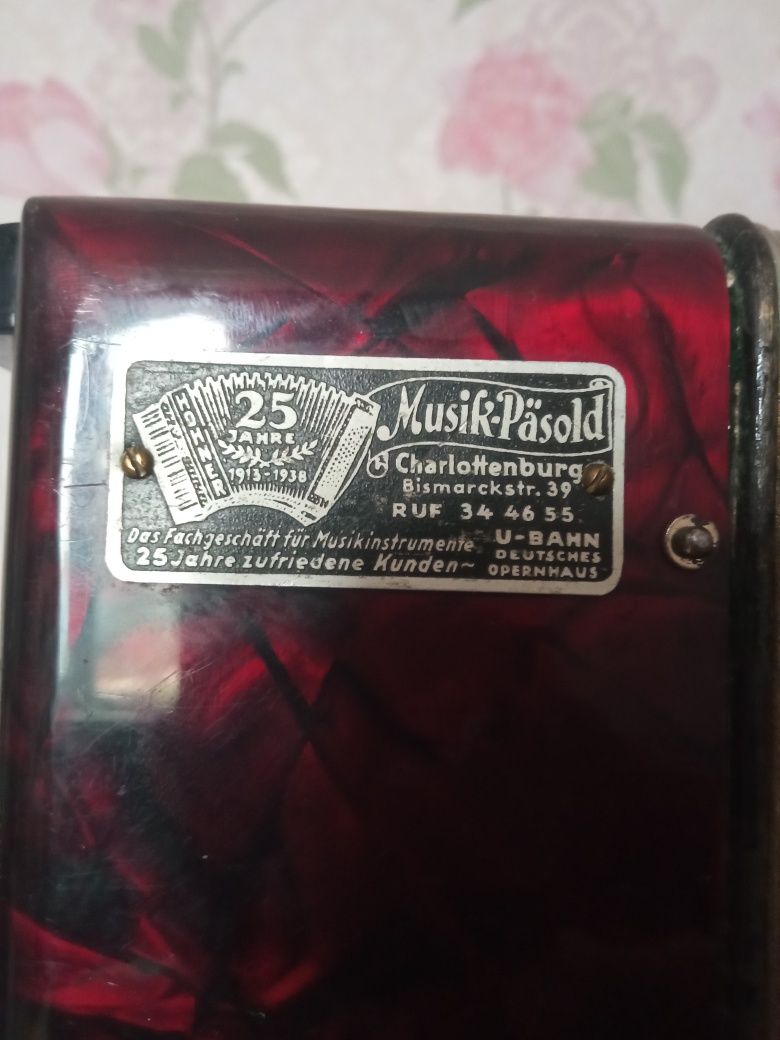 25
JAHRE
1913-1938
HOHNER
Musik-Päsold
Charlottenburg
Bismarckstr. 39
RUF 34 46 55
Das Fachgeschäft für Musikinstrumente
25 Jahre zufriedene Kunden~
U-BAHN
DEUTSCHES
OPERNHAUS